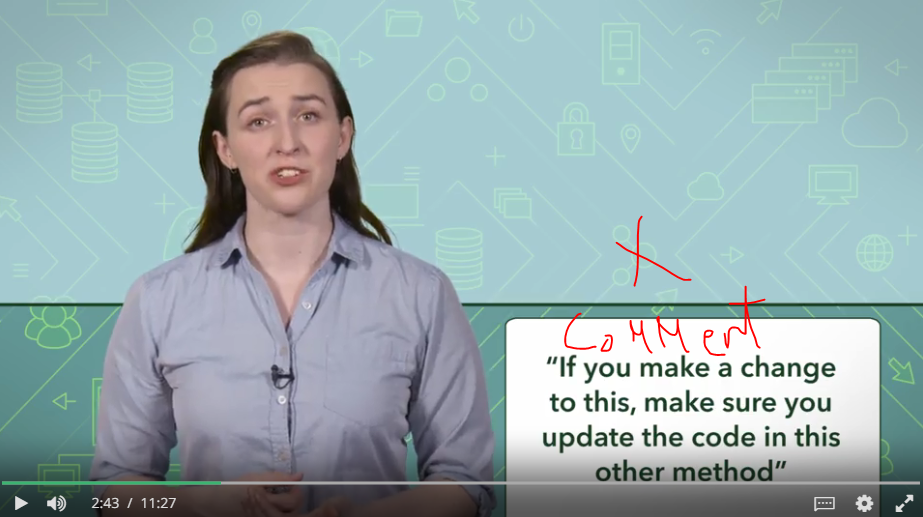 X
Comment
“If you make a change
to this, make sure you
update the code in this
other method”
2:43 / 11:27